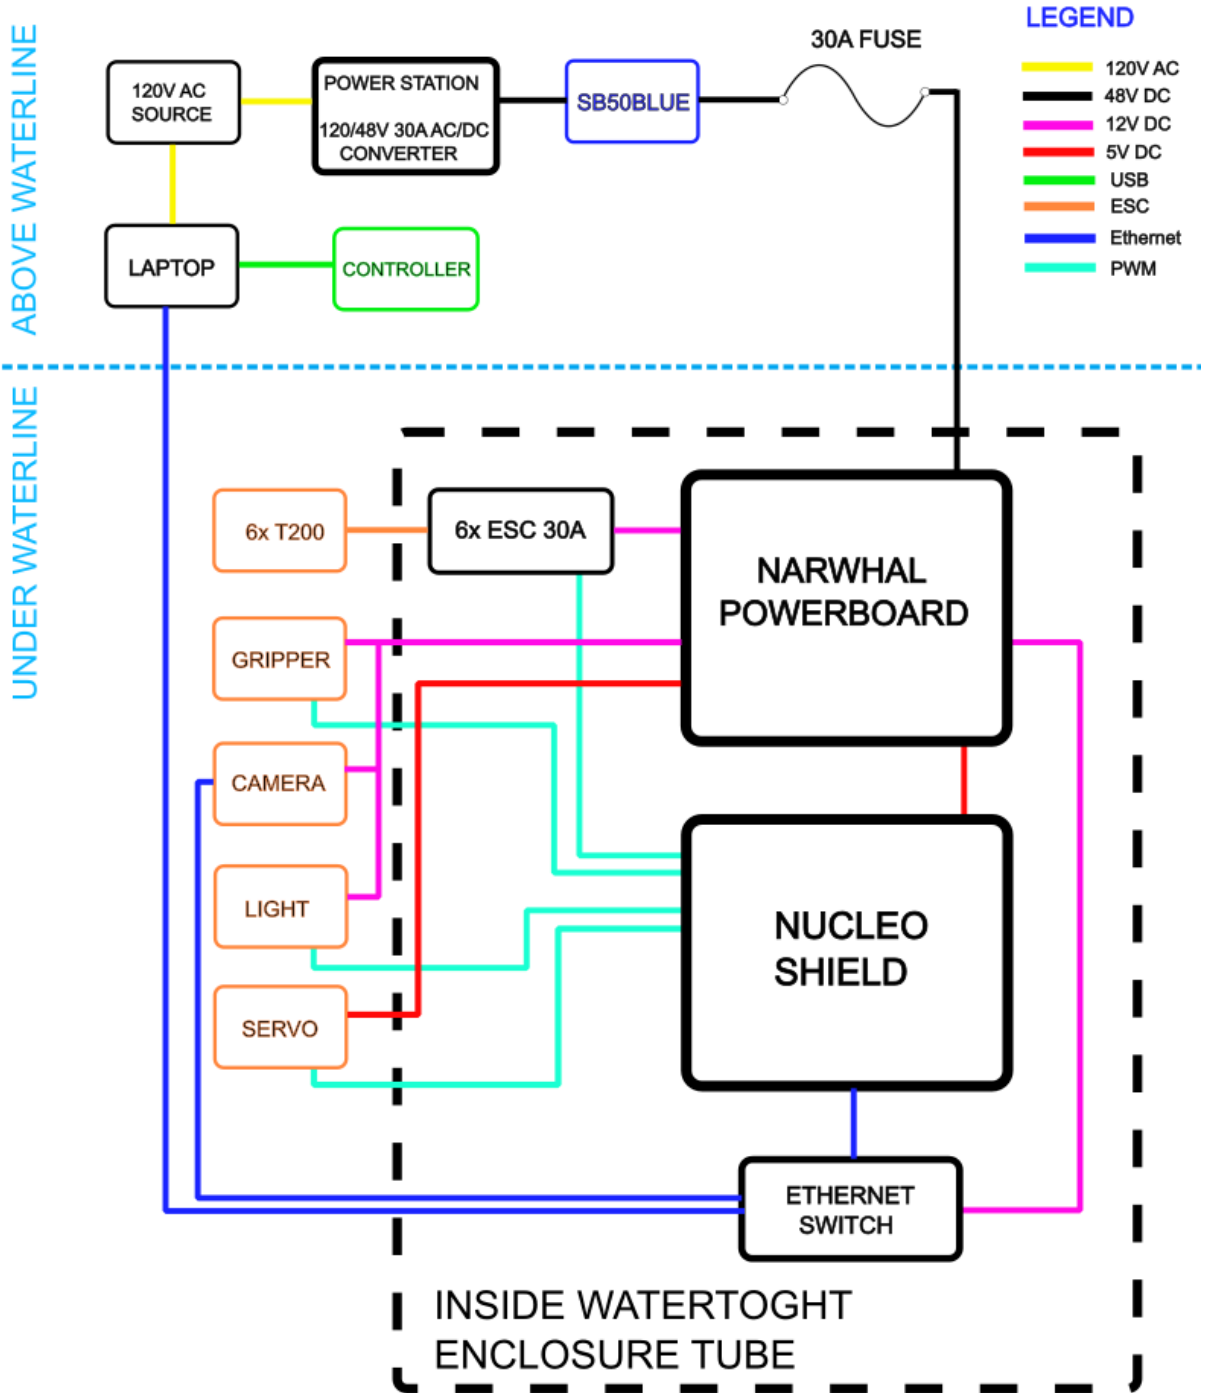 ABOVE WATERLINE
UNDER WATERLINE
120V AC
SOURCE
POWER STATION
120/48V 30A AC/DC
CONVERTER
SB50BLUE
30A FUSE
LEGEND
120V AC
48V DC
12V DC
5V DC
USB
ESC
Ethernet
PWM
LAPTOP
CONTROLLER
6x T200
6x ESC 30A
NARWHAL
POWERBOARD
GRIPPER
CAMERA
LIGHT
SERVO
NUCLEO
SHIELD
ETHERNET
SWITCH
INSIDE WATERTOGHT
ENCLOSURE TUBE